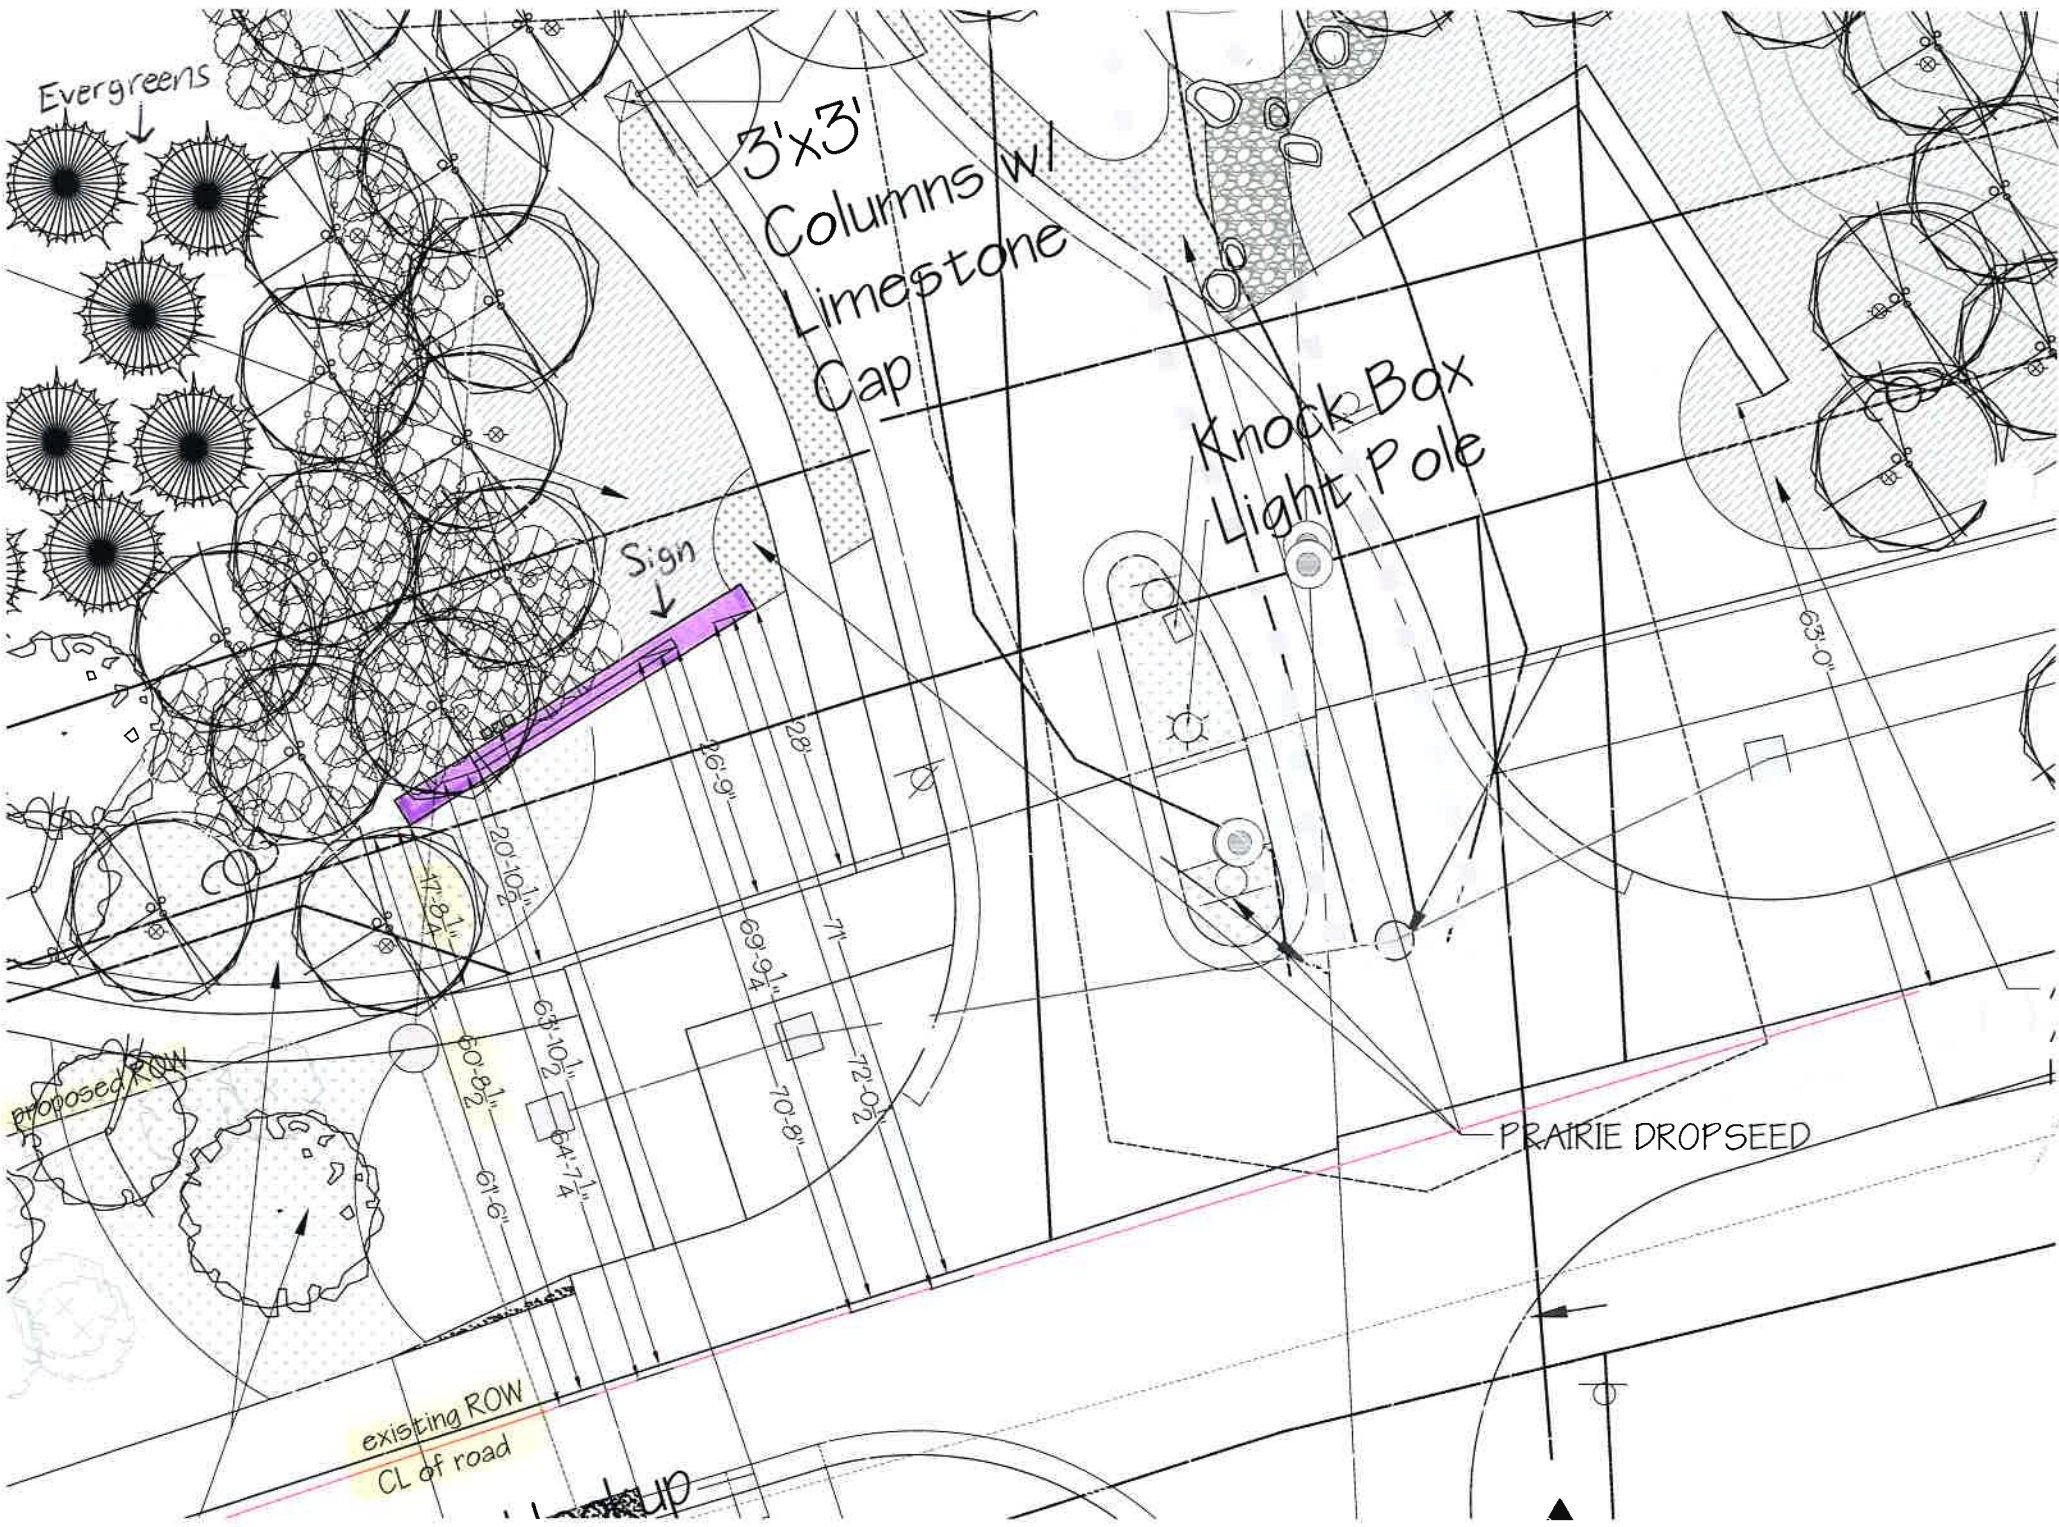 Evergreens
3'x3'
Columns w/
Limestone
Cap
Knock Box
Light Pole
Sign
63'-0"
28'
26'-9"
20'-10 1/2"
17'-8 1/4"
71'
69'-9 1/4"
63'-10 1/2"
60'-8 1/2"
72'-0 1/2"
70'-8"
64'-7 1/4"
61'-6"
proposed ROW
PRAIRIE DROPSEED
existing ROW
CL of road